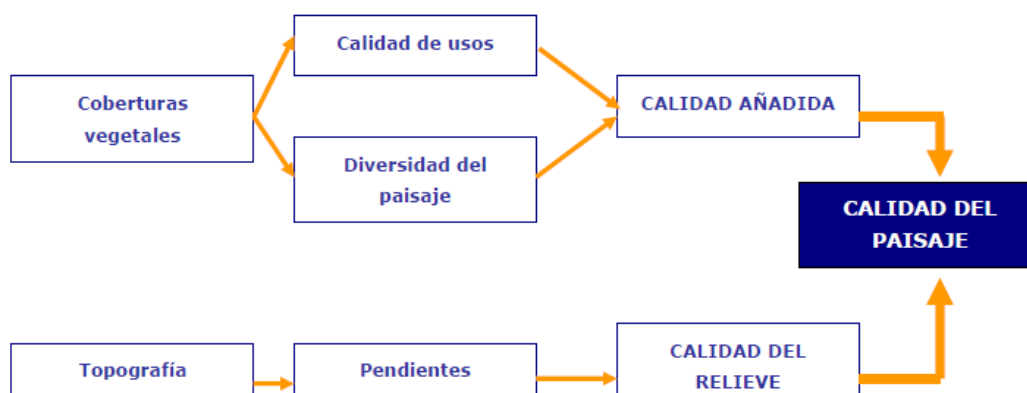 Calidad de usos
Coberturas
vegetales
CALIDAD AÑADIDA
Diversidad del
paisaje
CALIDAD DEL
PAISAJE
Topografía
Pendientes
CALIDAD DEL
RELIEVE